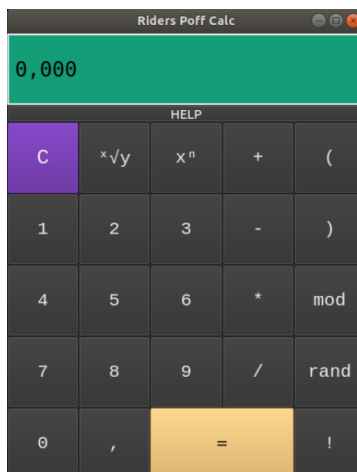 Riders Poff Calc
0,000
HELP
C ˣ√y xⁿ + (
1 2 3 - )
4 5 6 * mod
7 8 9 / rand
0 , = !